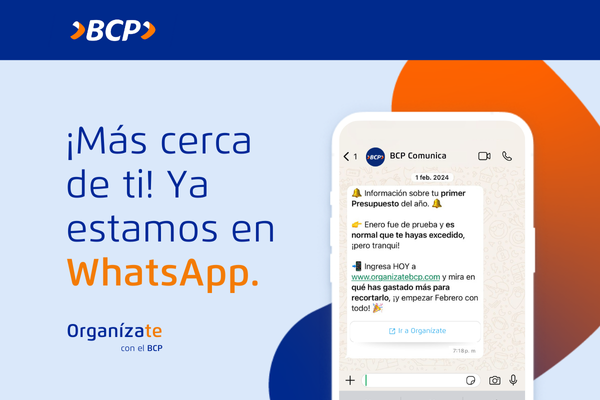 BCP
¡Más cerca
de ti! Ya
estamos en
WhatsApp.
Organízate
con el BCP
1 BCP BCP Comunica
1 feb. 2024
🔔 Información sobre tu primer
Presupuesto del año. 🔔
👉 Enero fue de prueba y es
normal que te hayas excedido,
¡pero tranqui!
📲 Ingresa HOY a
www.organizatebcp.com y mira en
qué has gastado más para
recortarlo, ¡y empezar Febrero con
todo! 🎉
Ir a Organízate
7:18 p. m